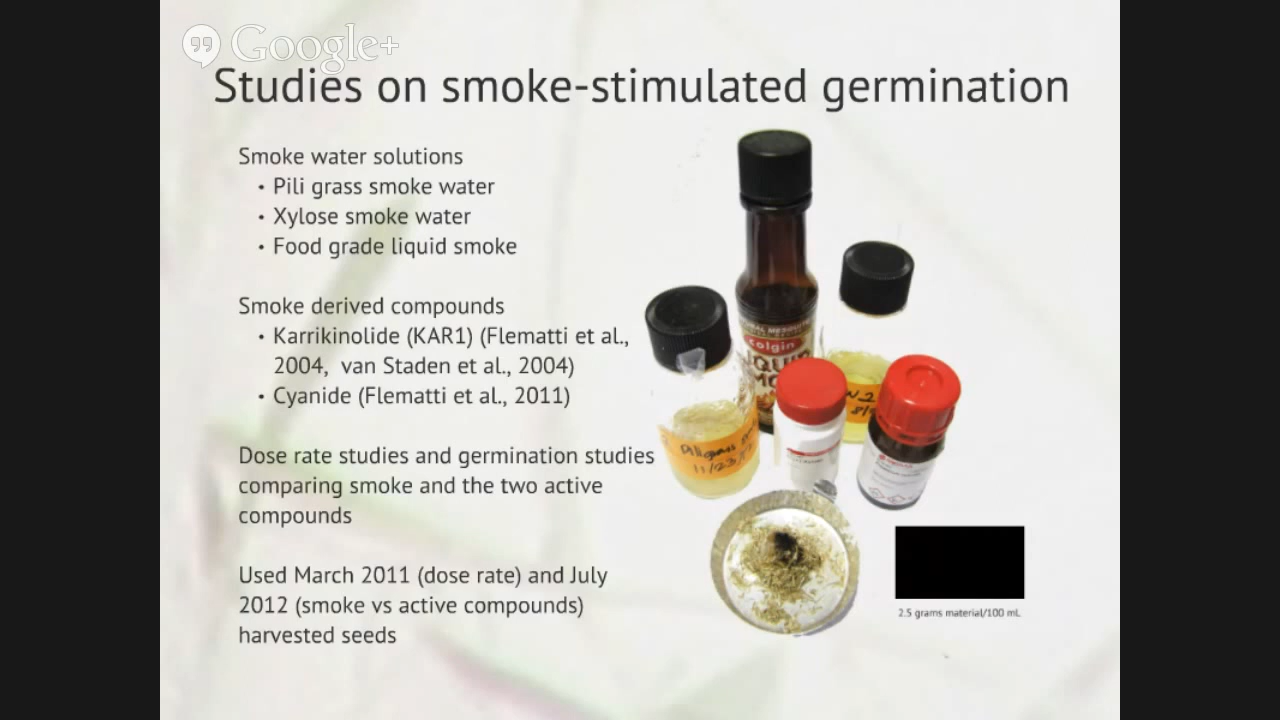 Google+
Studies on smoke-stimulated germination
Smoke water solutions
• Pili grass smoke water
• Xylose smoke water
• Food grade liquid smoke
Smoke derived compounds
• Karrikinolide (KAR1) (Flematti et al.,
2004, van Staden et al., 2004)
• Cyanide (Flematti et al., 2011)
Dose rate studies and germination studies
comparing smoke and the two active
compounds
Used March 2011 (dose rate) and July
2012 (smoke vs active compounds)
harvested seeds
colgin
11/23/
2.5 grams material/100 mL